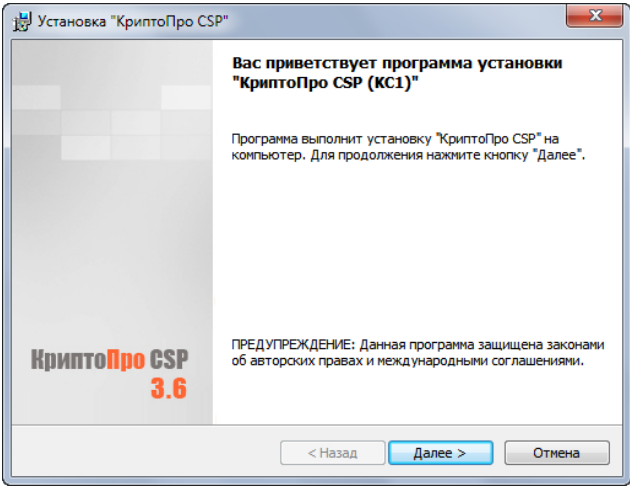 Установка "КриптоПро CSP"
Вас приветствует программа установки
"КриптоПро CSP (КС1)"
Программа выполнит установку "КриптоПро CSP" на
компьютер. Для продолжения нажмите кнопку "Далее".
КриптоПро CSP
3.6
ПРЕДУПРЕЖДЕНИЕ: Данная программа защищена законами
об авторских правах и международными соглашениями.
< Назад
Далее >
Отмена